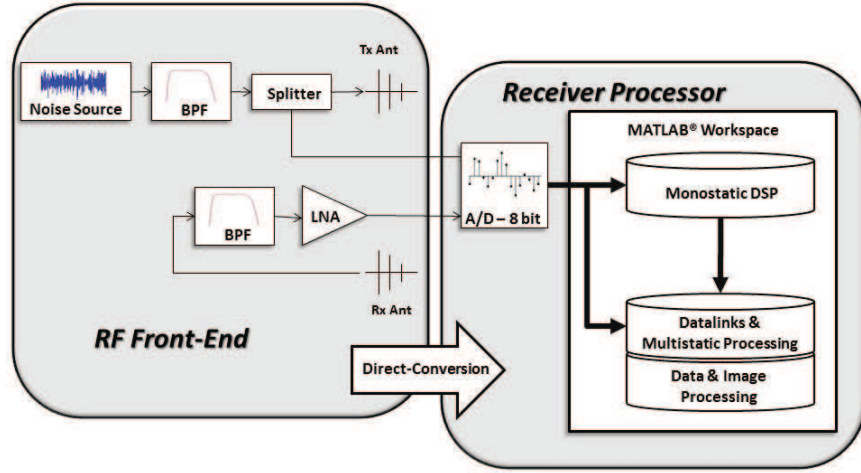 Tx Ant
Noise Source
BPF
Splitter
BPF
LNA
Rx Ant
RF Front-End
Direct-Conversion
Receiver Processor
A/D – 8 bit
MATLAB® Workspace
Monostatic DSP
Datalinks &
Multistatic Processing
Data & Image
Processing